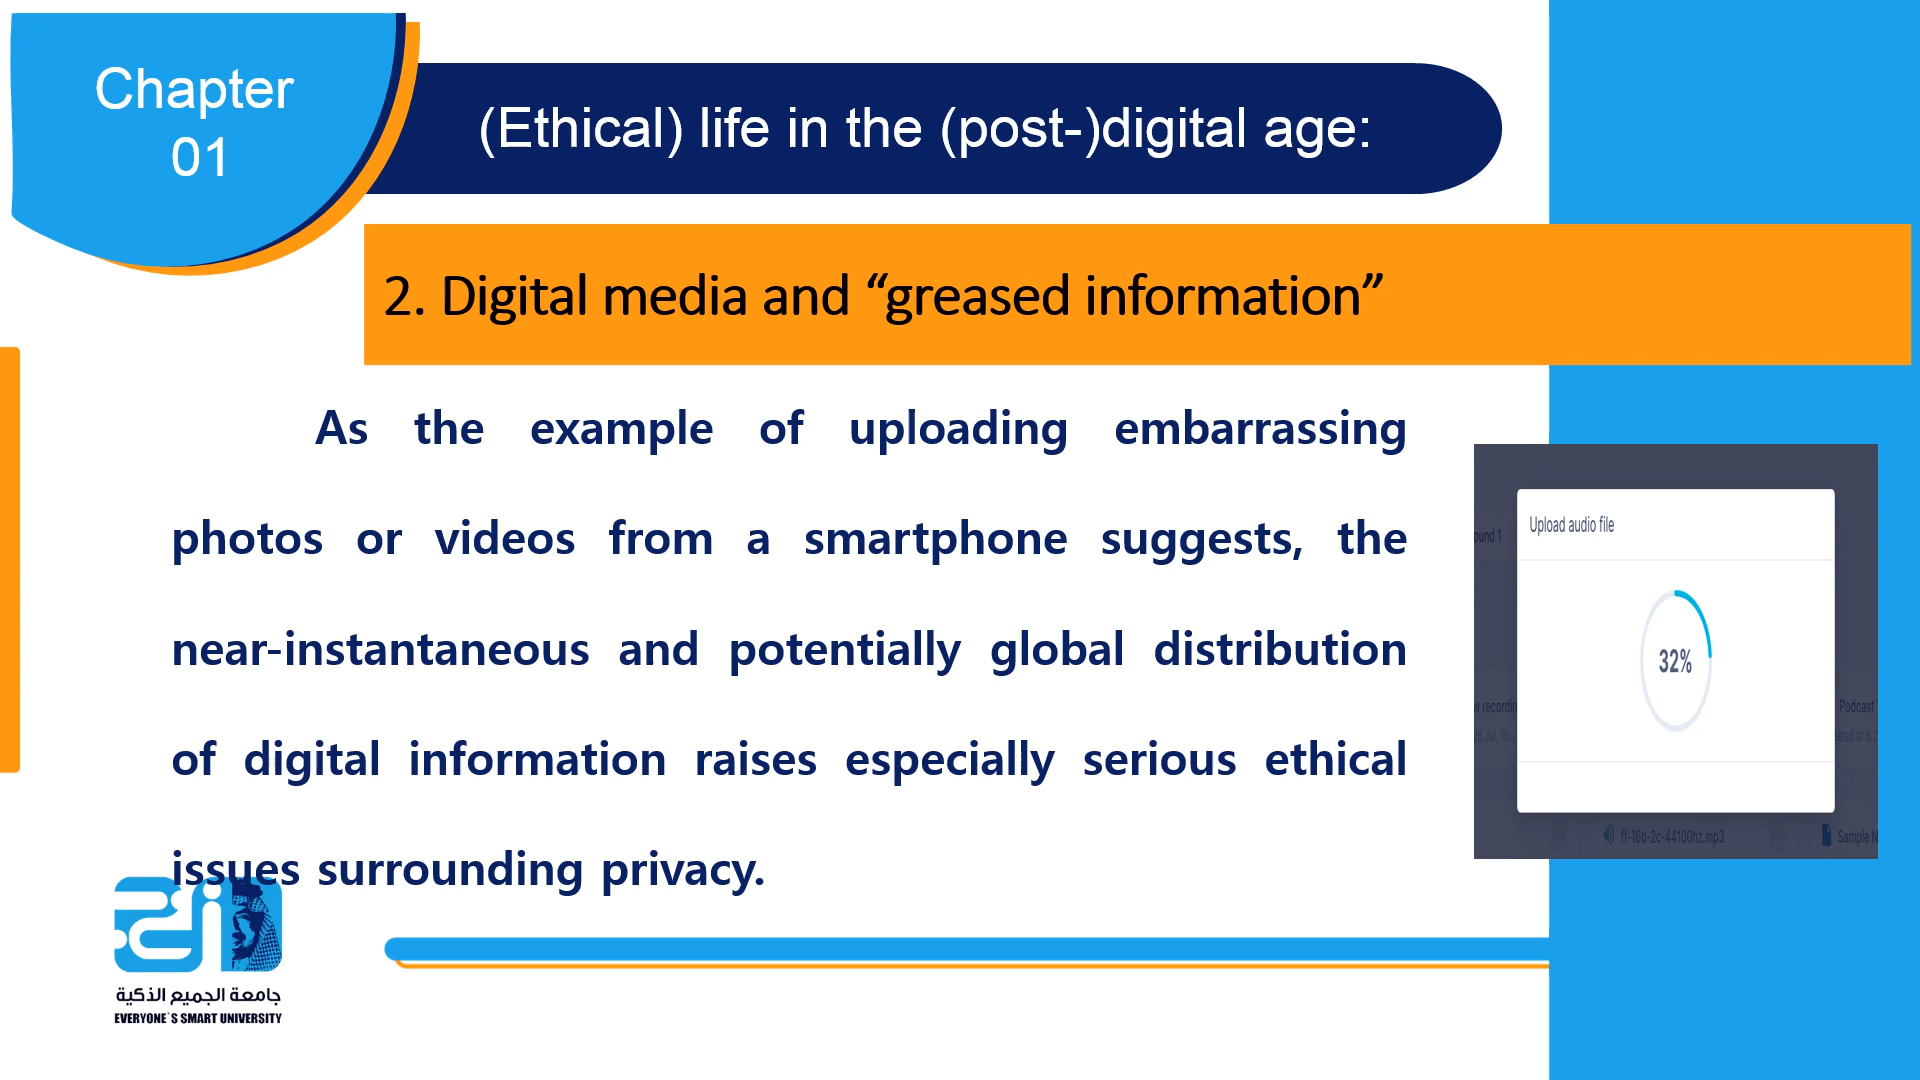 Chapter
01
(Ethical) life in the (post-)digital age:
2. Digital media and “greased information”
As the example of uploading embarrassing
photos or videos from a smartphone suggests, the
near-instantaneous and potentially global distribution
of digital information raises especially serious ethical
issues surrounding privacy.
Upload audio file
32%
Podcast
ff-16b-2c-44100hz.mp3
Sample
جامعة الجميع الذكية
EVERYONE`S SMART UNIVERSITY